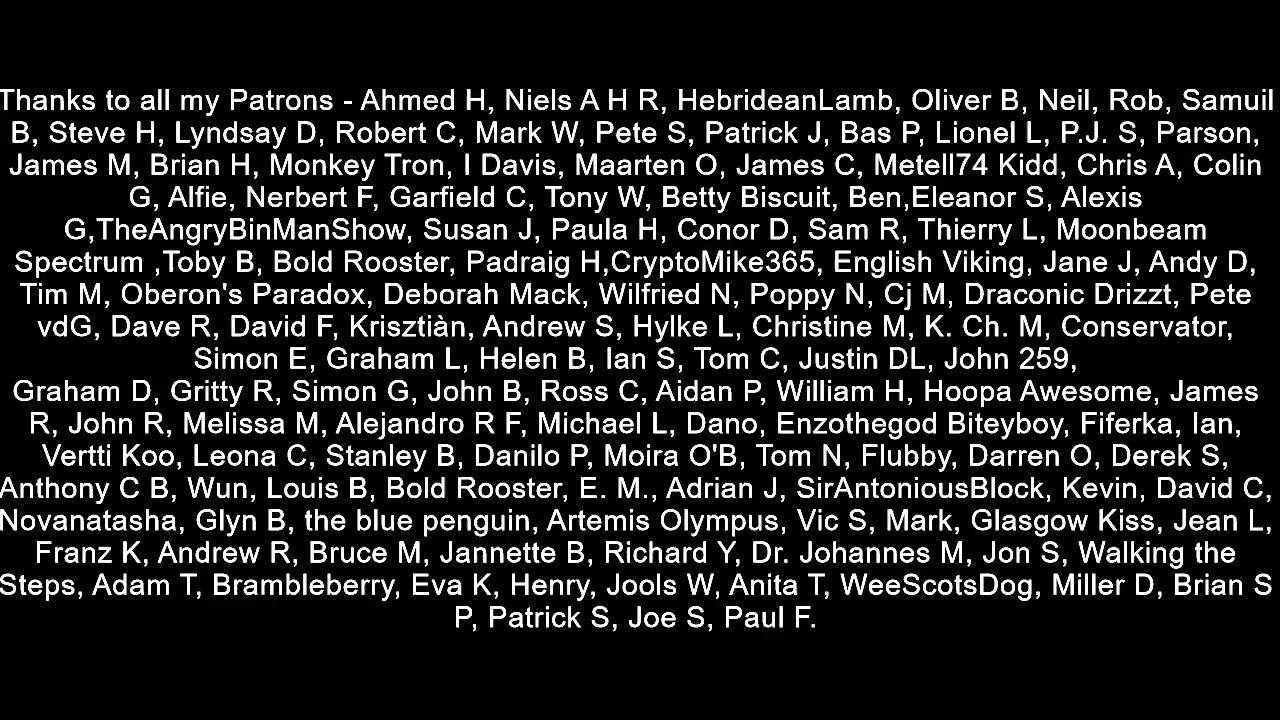 Thanks to all my Patrons - Ahmed H, Niels A H R, HebrideanLamb, Oliver B, Neil, Rob, Samuil
B, Steve H, Lyndsay D, Robert C, Mark W, Pete S, Patrick J, Bas P, Lionel L, P.J. S, Parson,
James M, Brian H, Monkey Tron, I Davis, Maarten O, James C, Metell74 Kidd, Chris A, Colin
G, Alfie, Nerbert F, Garfield C, Tony W, Betty Biscuit, Ben,Eleanor S, Alexis
G,TheAngryBinManShow, Susan J, Paula H, Conor D, Sam R, Thierry L, Moonbeam
Spectrum ,Toby B, Bold Rooster, Padraig H,CryptoMike365, English Viking, Jane J, Andy D,
Tim M, Oberon's Paradox, Deborah Mack, Wilfried N, Poppy N, Cj M, Draconic Drizzt, Pete
vdG, Dave R, David F, Krisztiàn, Andrew S, Hylke L, Christine M, K. Ch. M, Conservator,
Simon E, Graham L, Helen B, Ian S, Tom C, Justin DL, John 259,
Graham D, Gritty R, Simon G, John B, Ross C, Aidan P, William H, Hoopa Awesome, James
R, John R, Melissa M, Alejandro R F, Michael L, Dano, Enzothegod Biteyboy, Fiferka, Ian,
Vertti Koo, Leona C, Stanley B, Danilo P, Moira O'B, Tom N, Flubby, Darren O, Derek S,
Anthony C B, Wun, Louis B, Bold Rooster, E. M., Adrian J, SirAntoniousBlock, Kevin, David C,
Novanatasha, Glyn B, the blue penguin, Artemis Olympus, Vic S, Mark, Glasgow Kiss, Jean L,
Franz K, Andrew R, Bruce M, Jannette B, Richard Y, Dr. Johannes M, Jon S, Walking the
Steps, Adam T, Brambleberry, Eva K, Henry, Jools W, Anita T, WeeScotsDog, Miller D, Brian S
P, Patrick S, Joe S, Paul F.